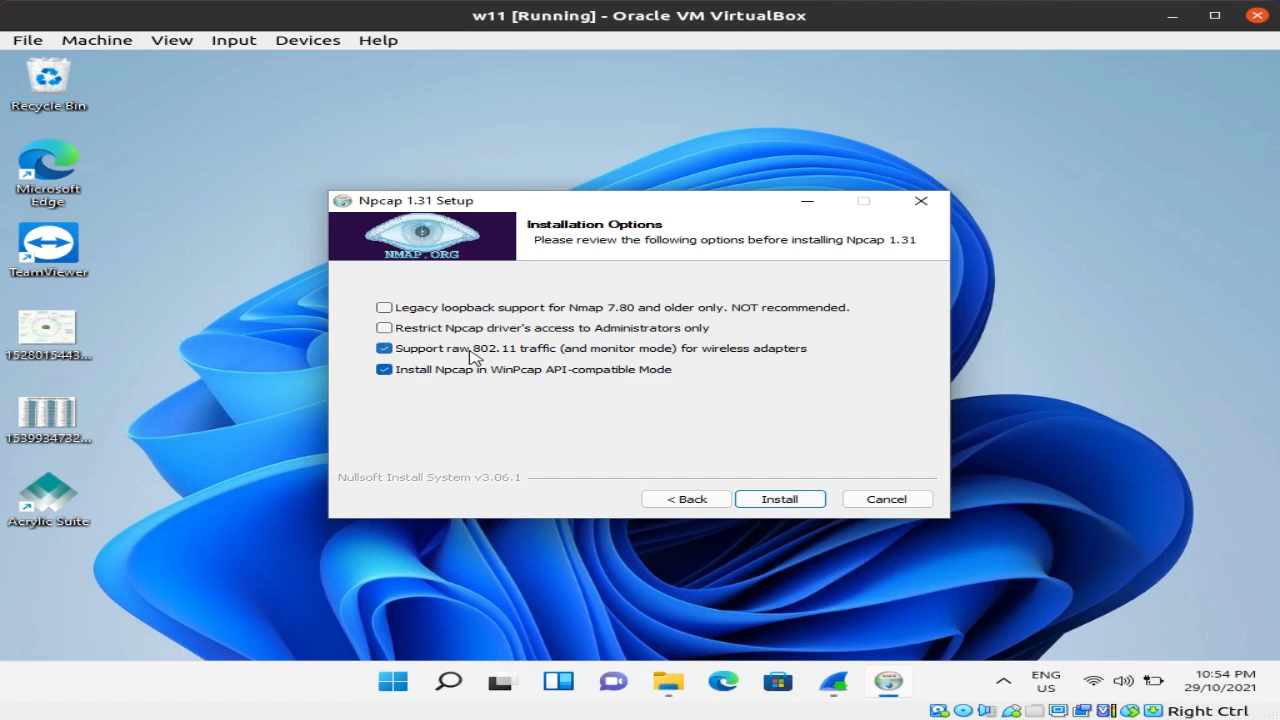 w11 [Running] - Oracle VM VirtualBox
File Machine View Input Devices Help
Recycle Bin
Microsoft
Edge
TeamViewer
1528015443...
1539934732...
Acrylic Suite
Npcap 1.31 Setup
NMAP.ORG
Installation Options
Please review the following options before installing Npcap 1.31
Legacy loopback support for Nmap 7.80 and older only. NOT recommended.
Restrict Npcap driver's access to Administrators only
Support raw 802.11 traffic (and monitor mode) for wireless adapters
Install Npcap in WinPcap API-compatible Mode
Nullsoft Install System v3.06.1
< Back Install Cancel
ENG
US
10:54 PM
29/10/2021
Right Ctrl